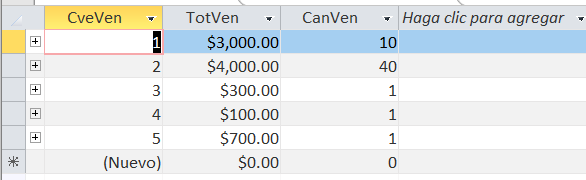 CveVen TotVen CanVen Haga clic para agregar
1 $3,000.00 10
2 $4,000.00 40
3 $300.00 1
4 $100.00 1
5 $700.00 1
(Nuevo) $0.00 0